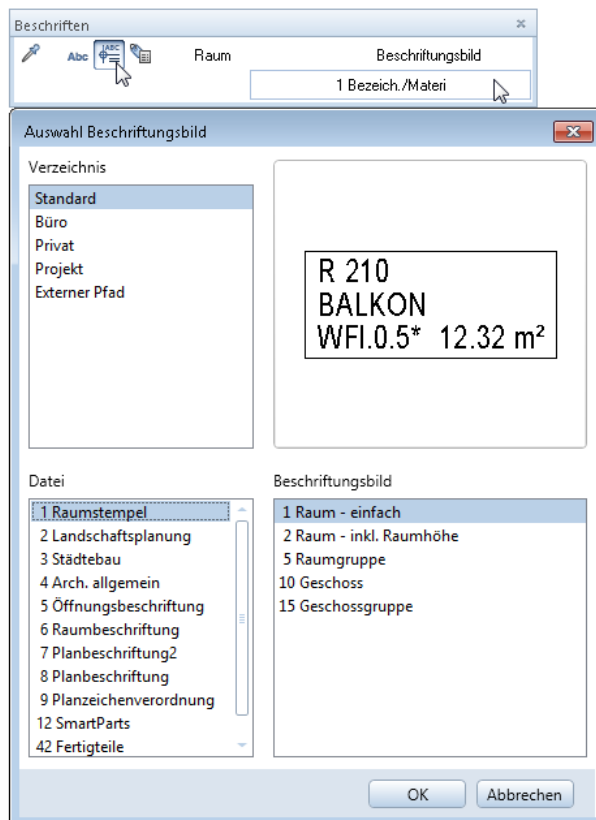 Beschriften
Abc
ABC
Raum
Beschriftungsbild
1 Bezeich./Materi
Auswahl Beschriftungsbild
Verzeichnis
Standard
Büro
Privat
Projekt
Externer Pfad
R 210
BALKON
WFl.0.5* 12.32 m²
Datei
1 Raumstempel
2 Landschaftsplanung
3 Städtebau
4 Arch. allgemein
5 Öffnungsbeschriftung
6 Raumbeschriftung
7 Planbeschriftung2
8 Planbeschriftung
9 Planzeichenverordnung
12 SmartParts
42 Fertigteile
Beschriftungsbild
1 Raum - einfach
2 Raum - inkl. Raumhöhe
5 Raumgruppe
10 Geschoss
15 Geschossgruppe
OK
Abbrechen